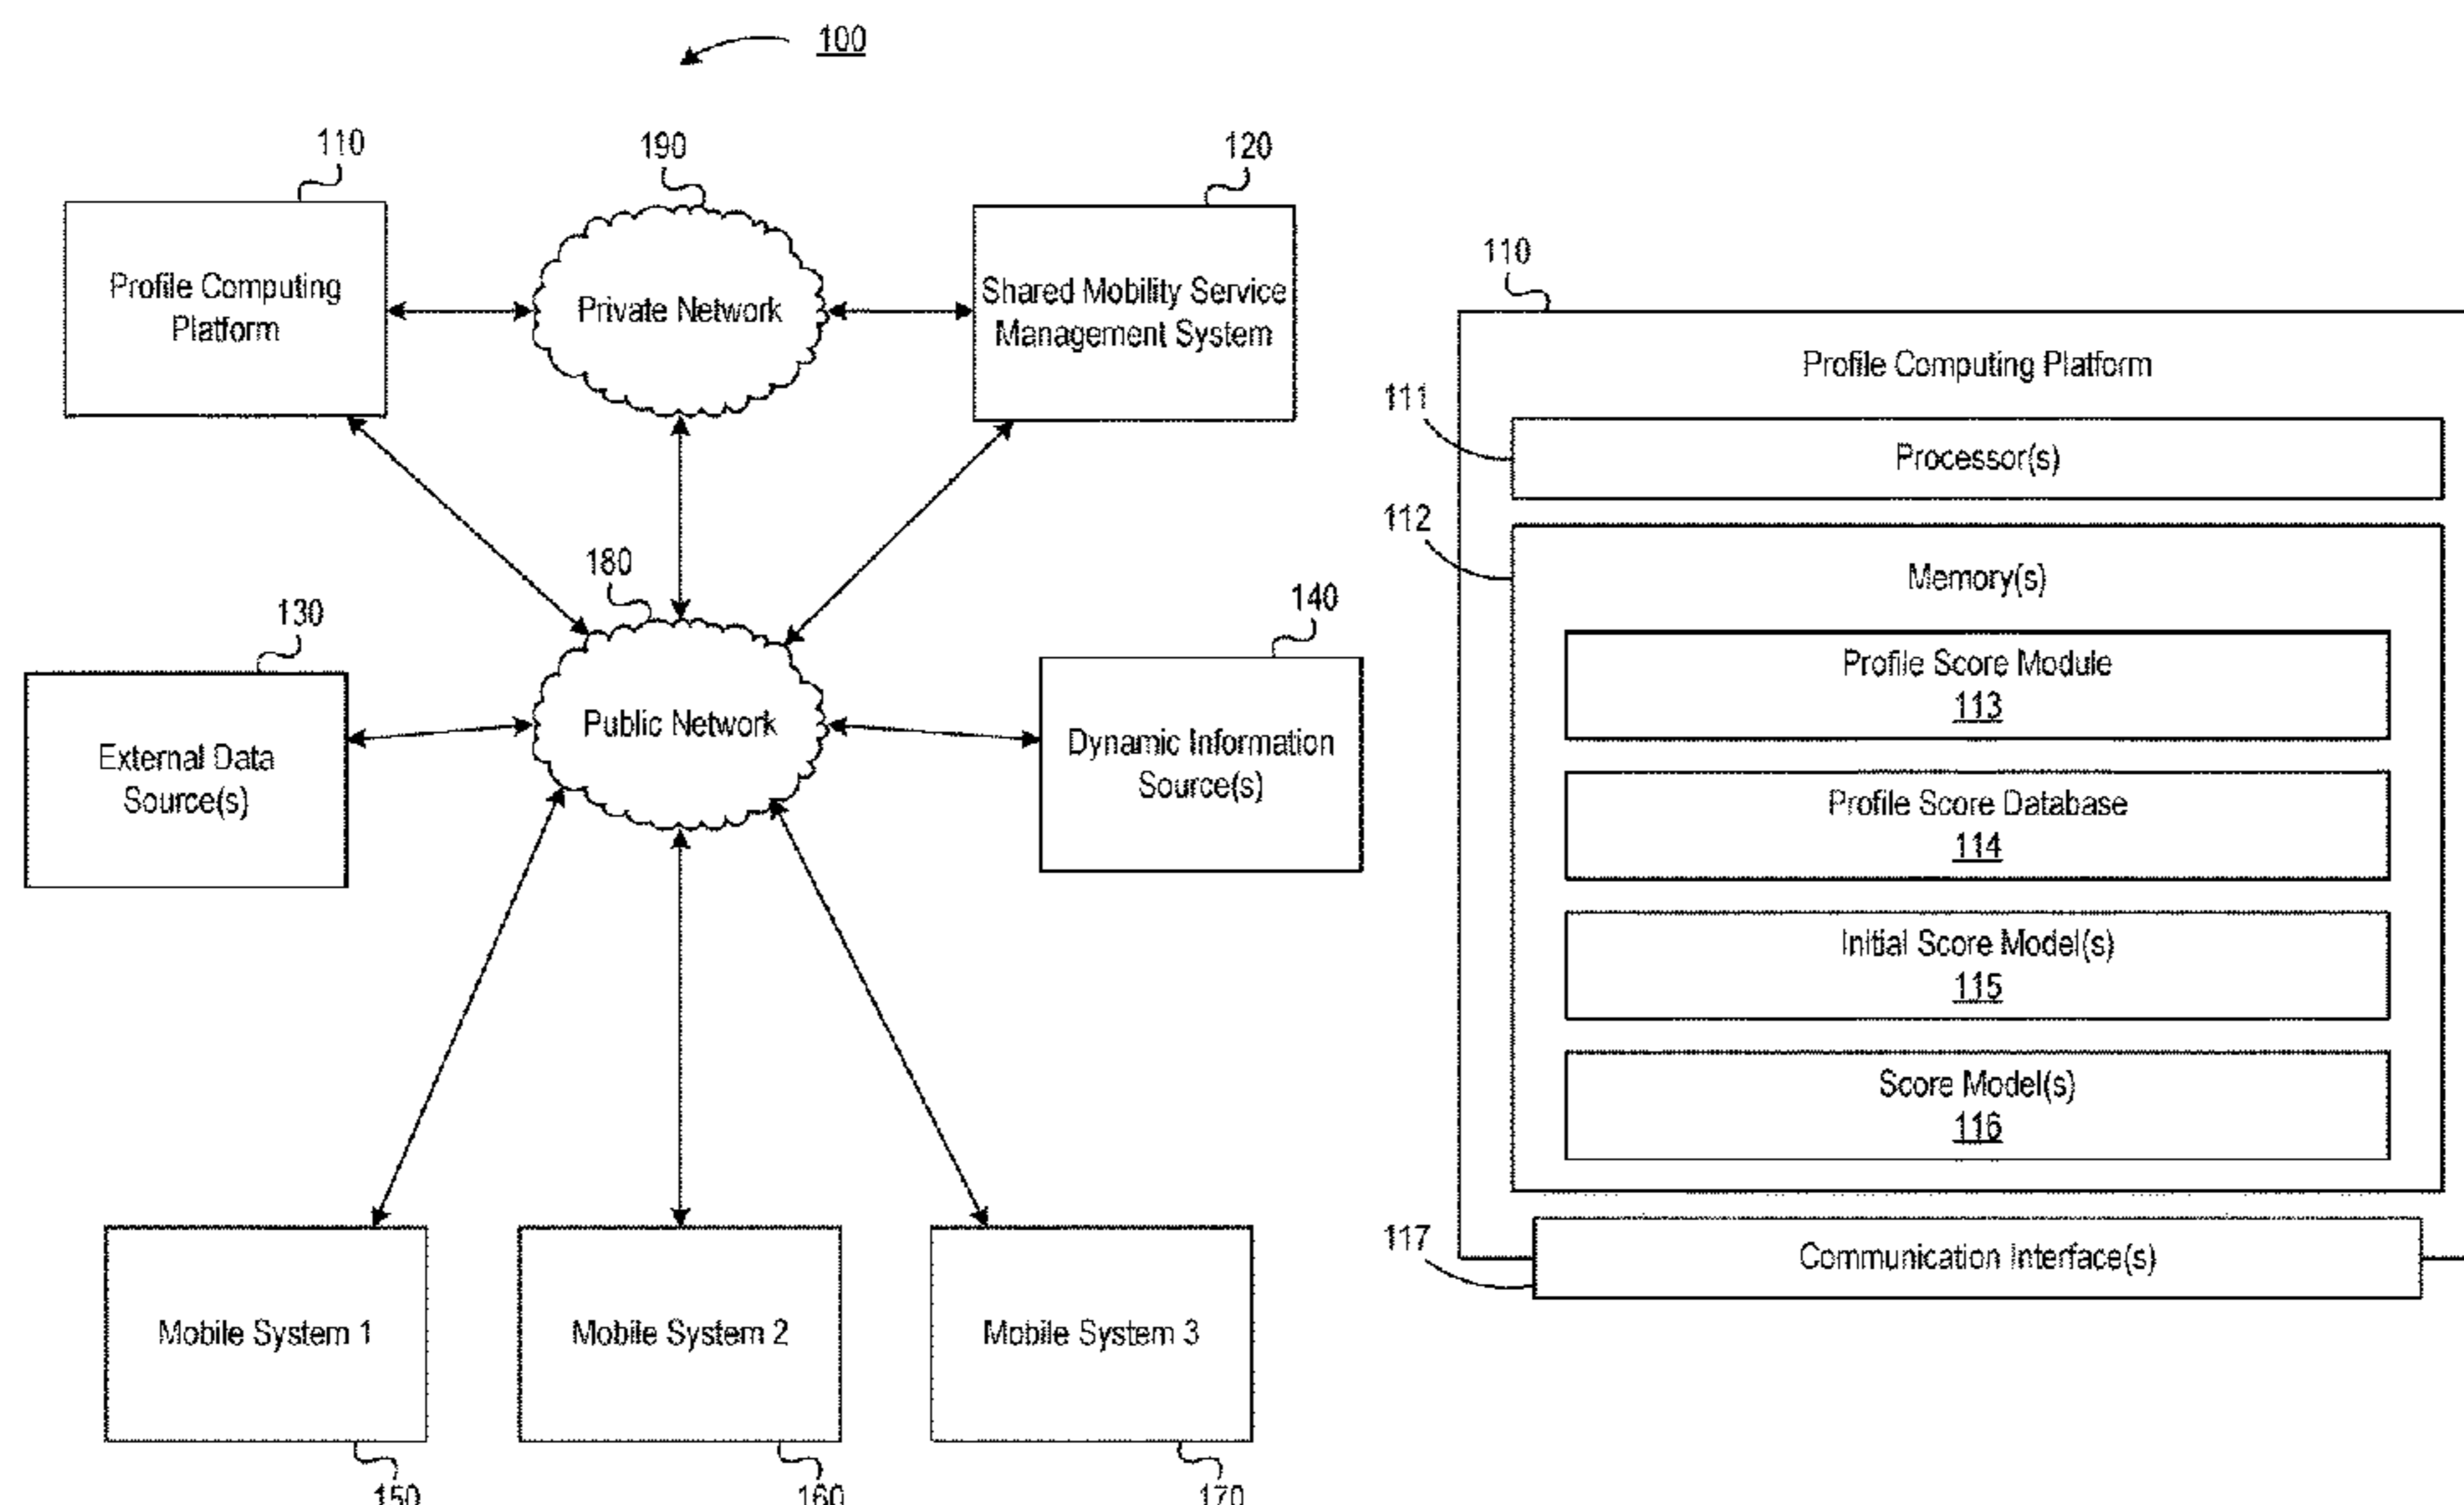 100
110
190
120
Profile Computing
Platform
Private Network
Shared Mobility Service
Management System
180
130
140
Public Network
External Data
Source(s)
Dynamic Information
Source(s)
Mobile System 1
Mobile System 2
Mobile System 3
150
160
170
110
Profile Computing Platform
111
Processor(s)
112
Memory(s)
Profile Score Module
113
Profile Score Database
114
Initial Score Model(s)
115
Score Model(s)
116
117
Communication Interface(s)